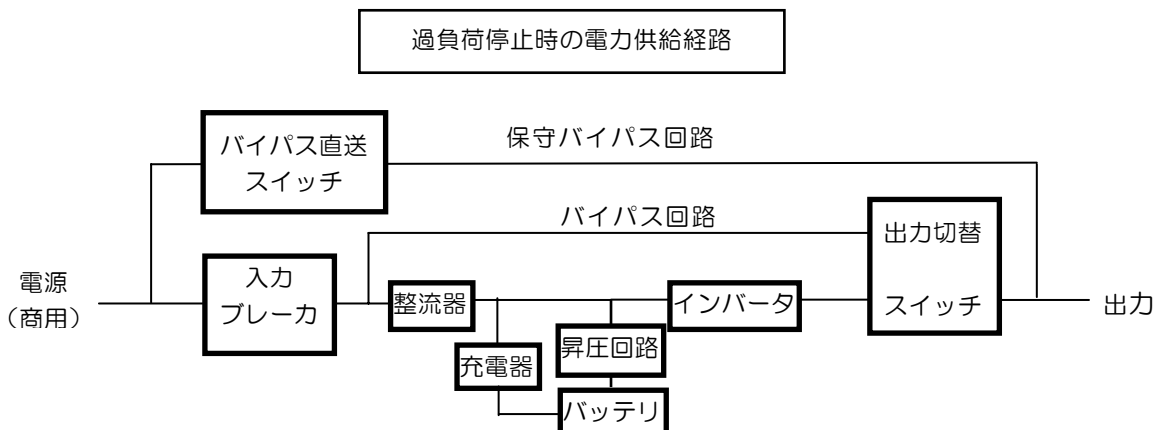 過負荷停止時の電力供給経路
バイパス直送
スイッチ
保守バイパス回路
バイパス回路
出力切替
スイッチ
電源
（商用）
入力
ブレーカ
整流器
インバータ
出力
充電器
昇圧回路
バッテリ